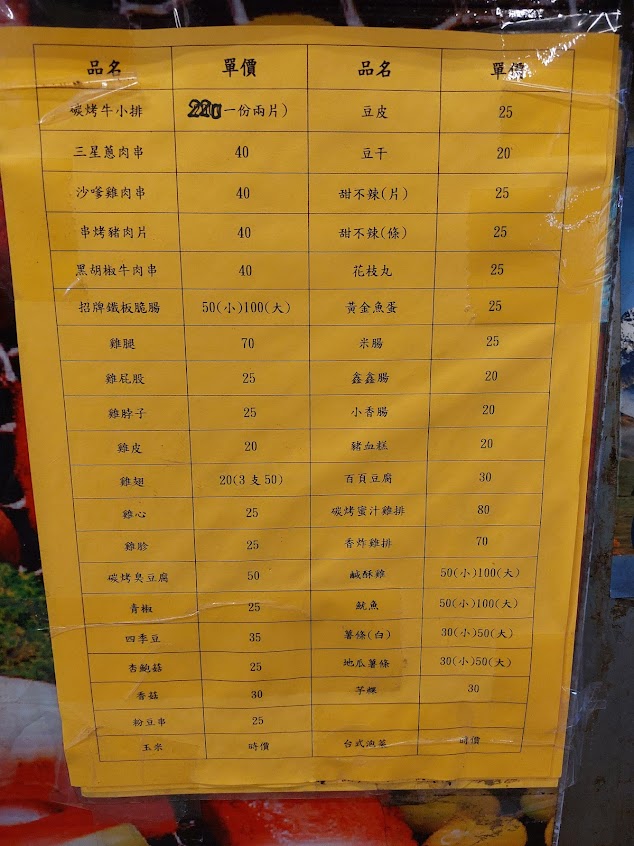 品名 單價 品名 單價
碳烤牛小排 220(一份兩片) 豆皮 25
三星蔥肉串 40 豆干 20
沙嗲雞肉串 40 甜不辣(片) 25
串烤豬肉片 40 甜不辣(條) 25
黑胡椒牛肉串 40 花枝丸 25
招牌鐵板脆腸 50(小)100(大) 黃金魚蛋 25
雞腿 70 米腸 25
雞屁股 25 鑫鑫腸 20
雞脖子 25 小香腸 20
雞皮 20 豬血糕 20
雞翅 20(3支50) 百頁豆腐 30
雞心 25 碳烤蜜汁雞排 80
雞胗 25 香炸雞排 70
碳烤臭豆腐 50 鹹酥雞 50(小)100(大)
青椒 25 魷魚 50(小)100(大)
四季豆 35 薯條(白) 30(小)50(大)
杏鮑菇 25 地瓜薯條 30(小)50(大)
香菇 30 芋粿 30
粉豆串 25
玉米 時價 台式泡菜 時價